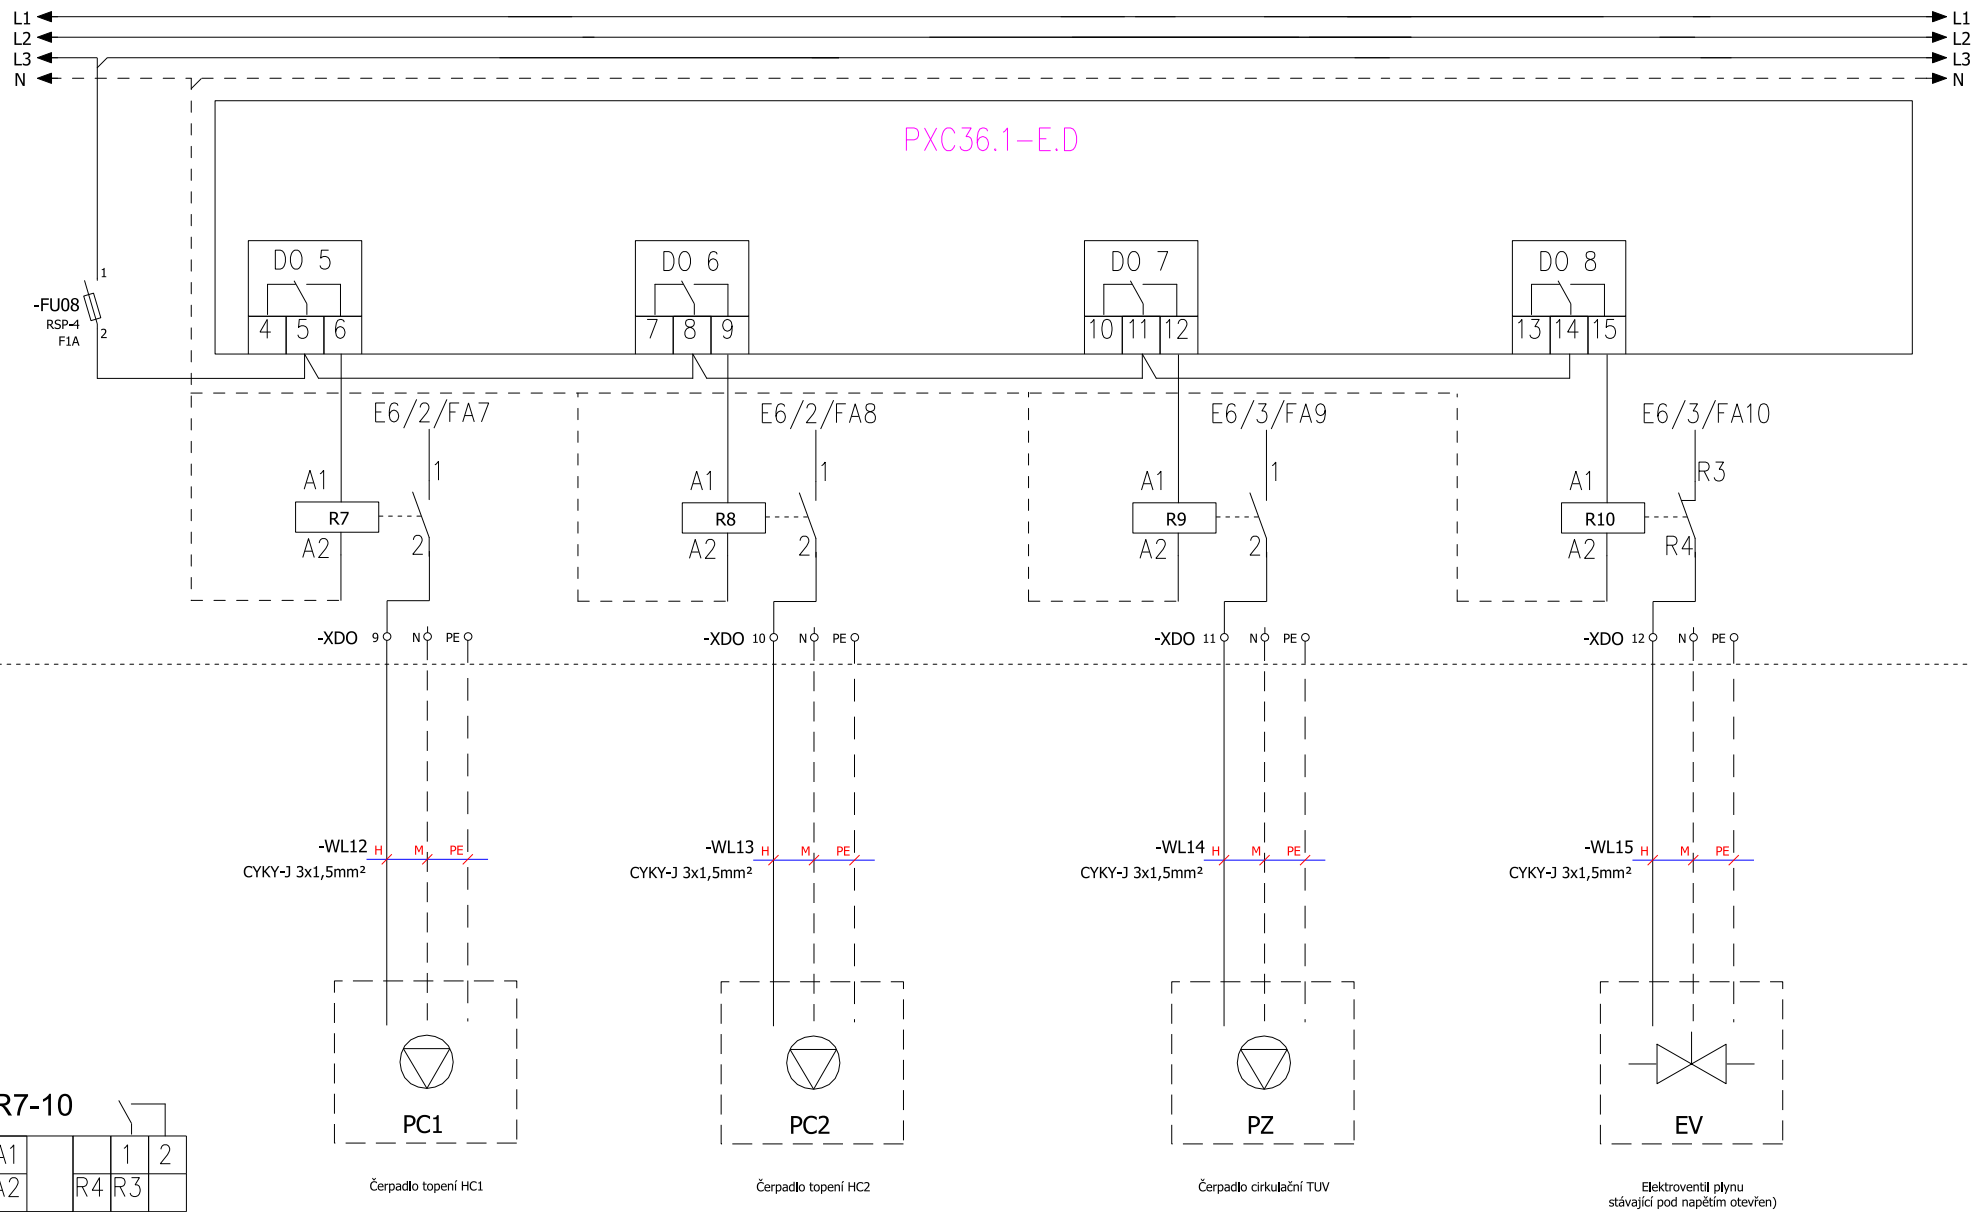 L1 L1
L2 L2
L3 L3
N N
PXC36.1-E.D
DO 5 DO 6 DO 7 DO 8
1
-FU08
RSP-4
F1A
2
4 5 6 7 8 9 10 11 12 13 14 15
E6/2/FA7 E6/2/FA8 E6/3/FA9 E6/3/FA10
A1 1 A1 1 A1 1 A1 R3
R7 R8 R9 R10
A2 2 A2 2 A2 2 A2 R4
-XDO 9 N PE -XDO 10 N PE -XDO 11 N PE -XDO 12 N PE
-WL12 H M PE -WL13 H M PE -WL14 H M PE -WL15 H M PE
CYKY-J 3x1,5mm² CYKY-J 3x1,5mm² CYKY-J 3x1,5mm² CYKY-J 3x1,5mm²
R7-10
PC1 PC2 PZ EV
A1 1 2
A2 R4 R3
Čerpadlo topení HC1 Čerpadlo topení HC2 Čerpadlo cirkulační TUV Elektroventil plynu
stávající pod napětím otevřen)